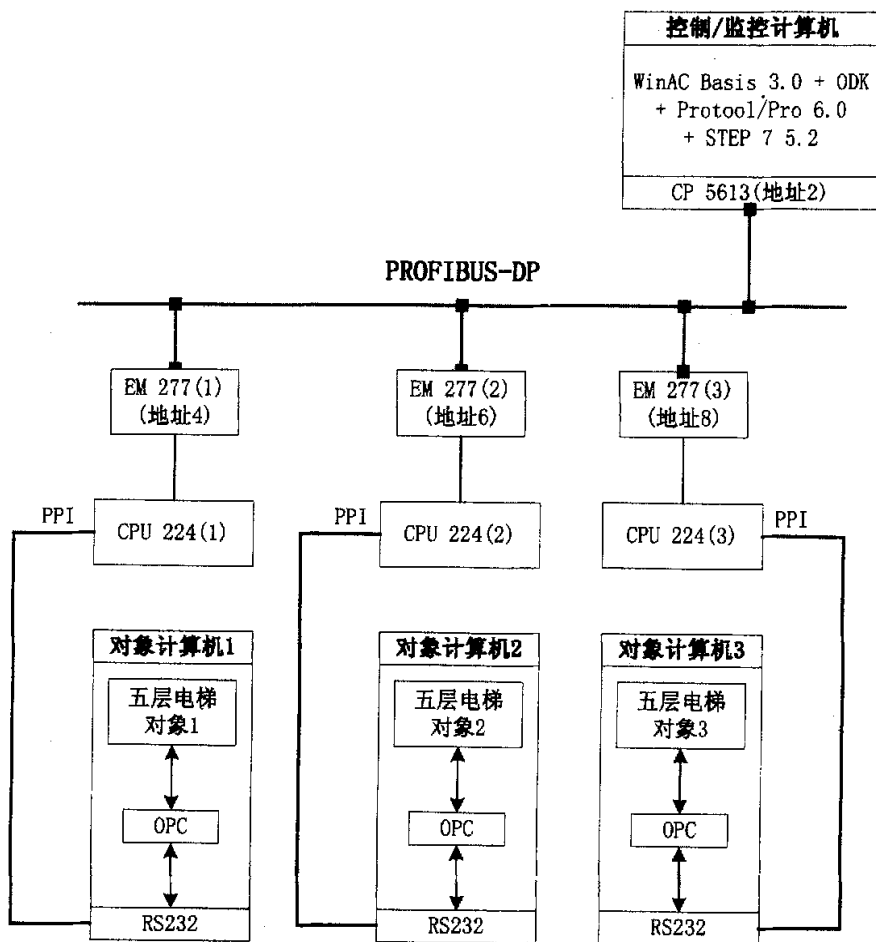 控制/监控计算机
WinAC Basis 3.0 + ODK
+ Protool/Pro 6.0
+ STEP 7 5.2
CP 5613(地址2)
PROFIBUS-DP
EM 277(1)
(地址4)
EM 277(2)
(地址6)
EM 277(3)
(地址8)
PPI
CPU 224(1)
PPI
CPU 224(2)
CPU 224(3)
PPI
对象计算机1
五层电梯
对象1
OPC
RS232
对象计算机2
五层电梯
对象2
OPC
RS232
对象计算机3
五层电梯
对象3
OPC
RS232